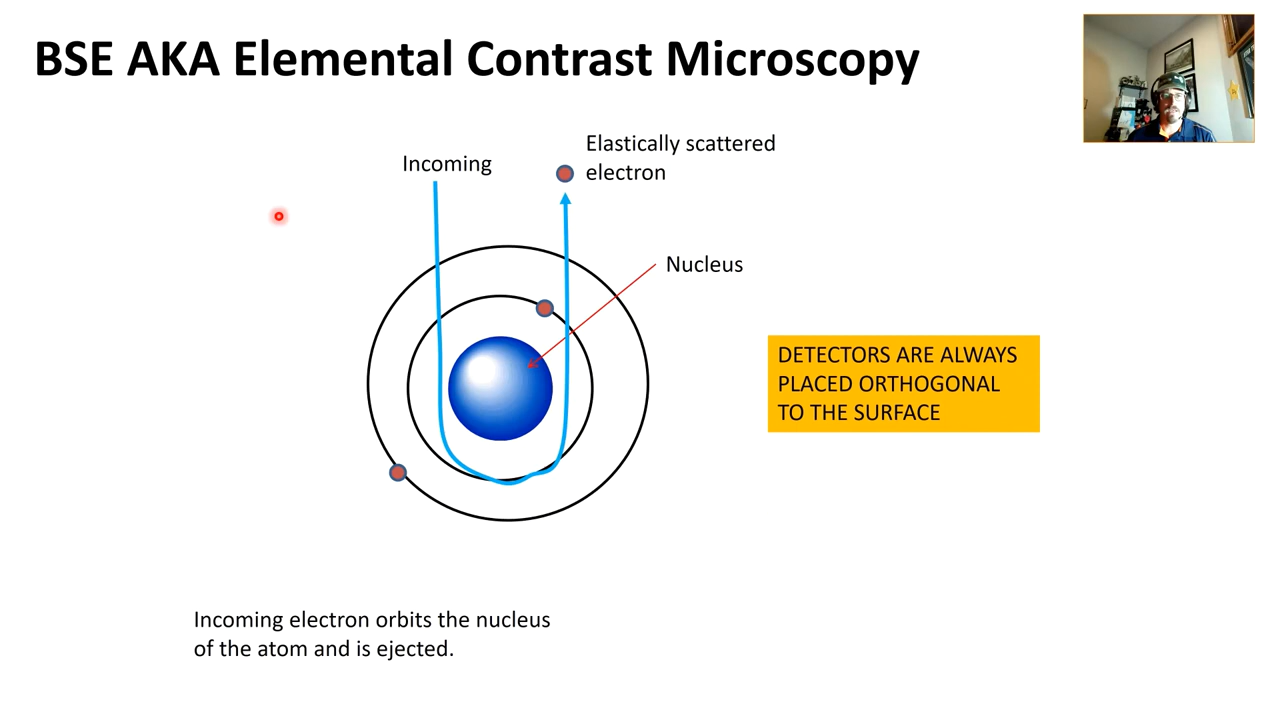 BSE AKA Elemental Contrast Microscopy
Incoming
Elastically scattered
electron
Nucleus
DETECTORS ARE ALWAYS
PLACED ORTHOGONAL
TO THE SURFACE
Incoming electron orbits the nucleus
of the atom and is ejected.